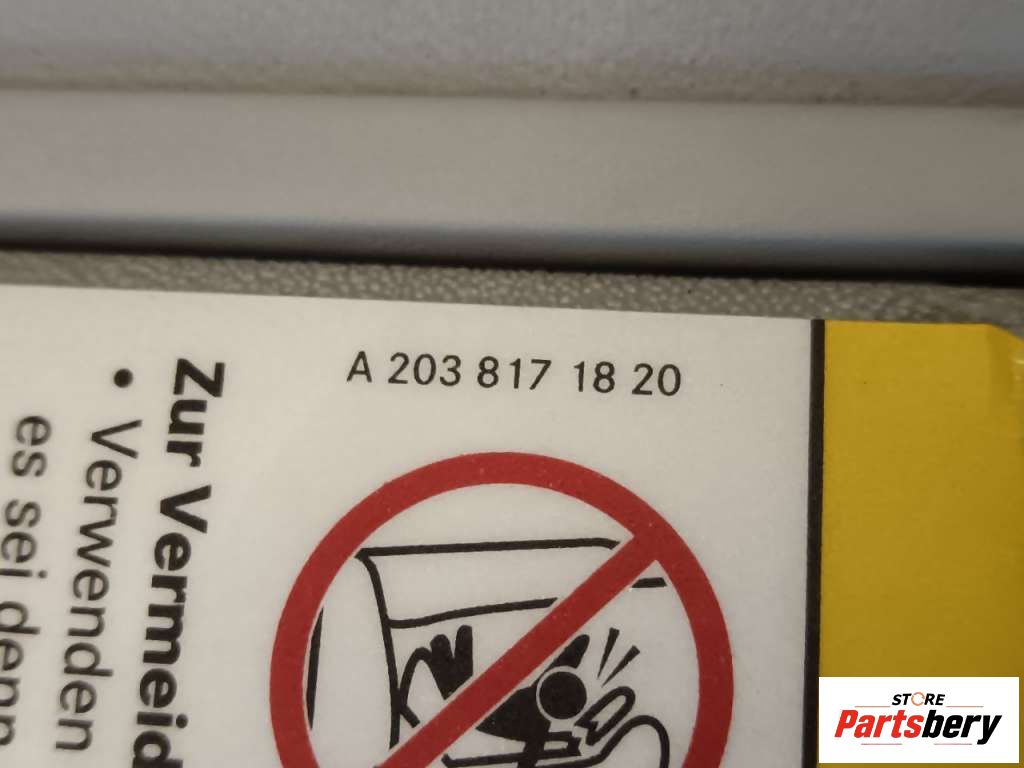 A 203 817 18 20
Zur Vermeid
• Verwenden
es sei denn
STORE
Partsbery